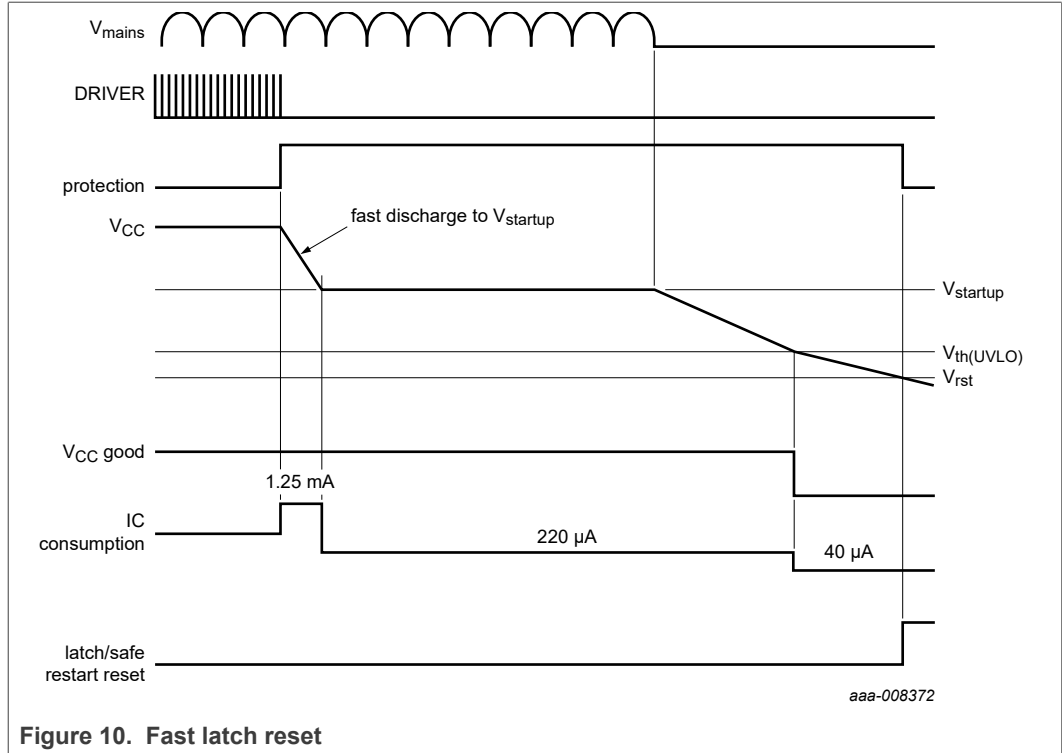 Vmains
DRIVER
protection
VCC
fast discharge to Vstartup
Vstartup
Vth(UVLO)
Vrst
VCC good
1.25 mA
IC
consumption
220 μA
40 μA
latch/safe
restart reset
aaa-008372
Figure 10. Fast latch reset